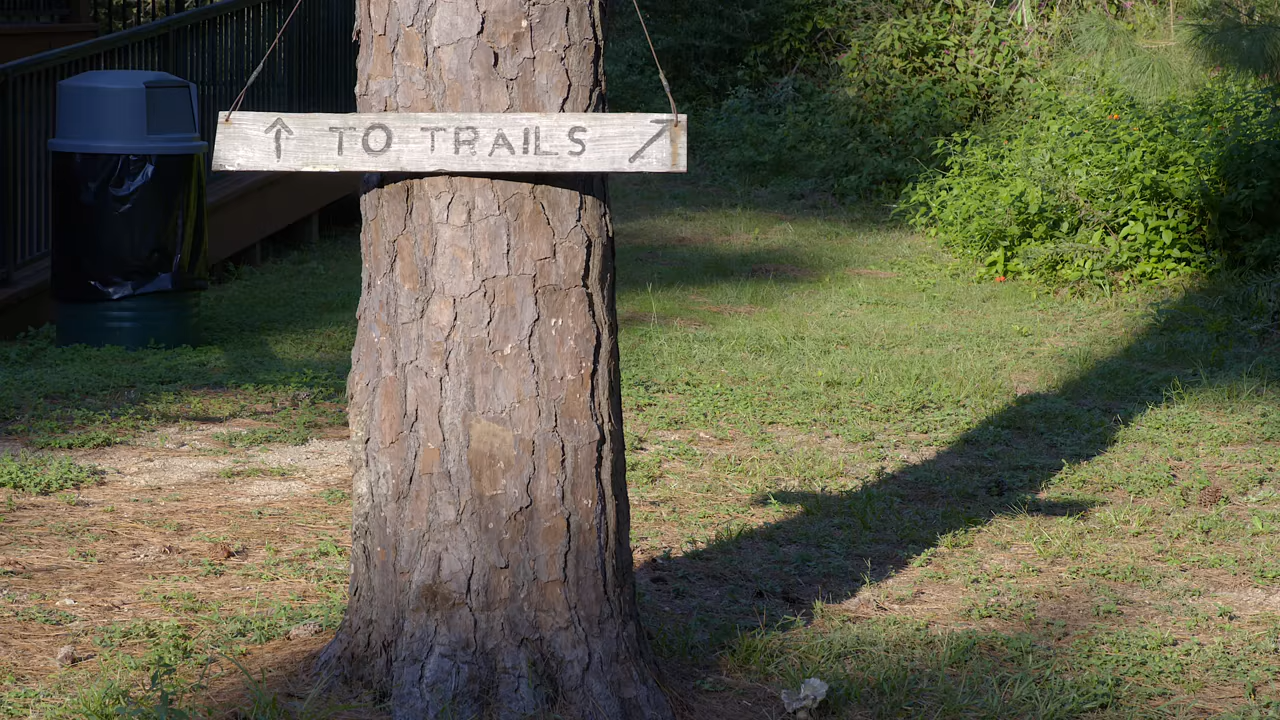 ↑ TO TRAILS ↗